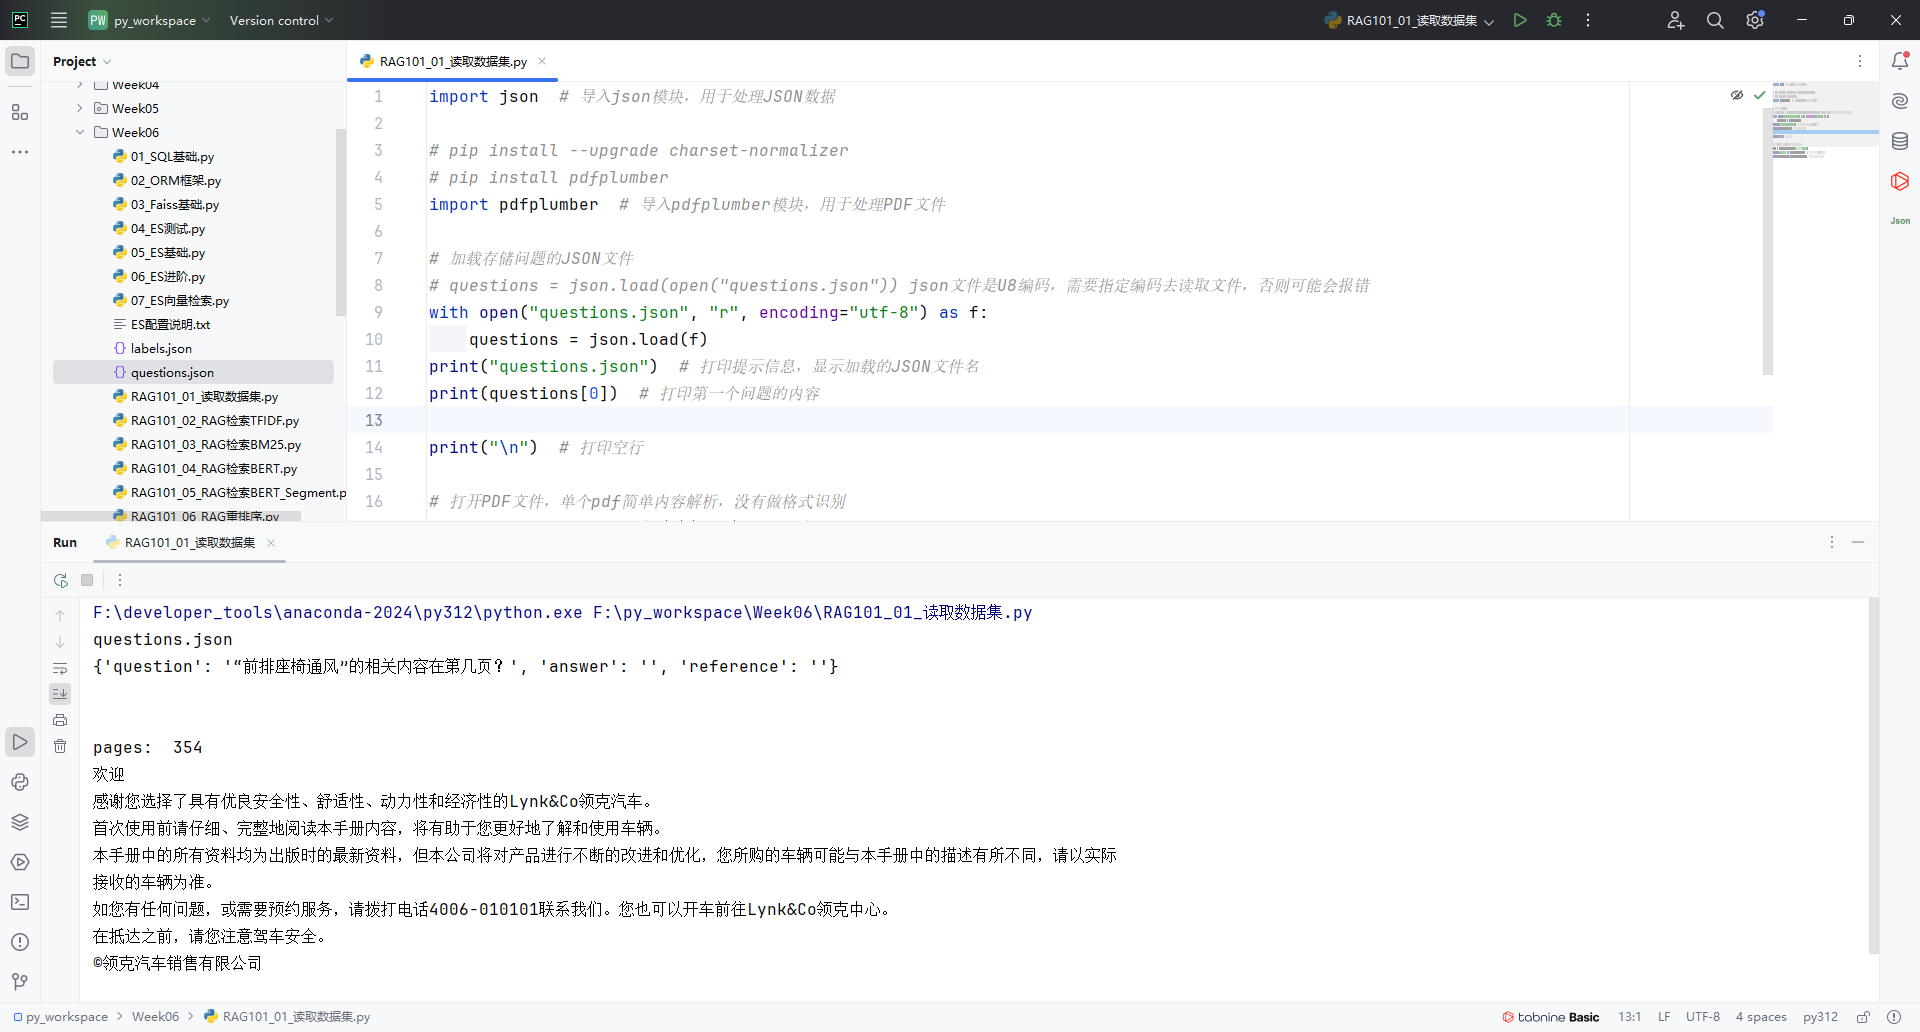 PC
PW py_workspace
Version control
RAG101_01_读取数据集
Project
Week04
Week05
Week06
01_SQL基础.py
02_ORM框架.py
03_Faiss基础.py
04_ES测试.py
05_ES基础.py
06_ES进阶.py
07_ES向量检索.py
ES配置说明.txt
labels.json
questions.json
RAG101_01_读取数据集.py
RAG101_02_RAG检索TFIDF.py
RAG101_03_RAG检索BM25.py
RAG101_04_RAG检索BERT.py
RAG101_05_RAG检索BERT_Segment.p
RAG101_06_RAG重排序.py
RAG101_01_读取数据集.py
1 import json  # 导入json模块，用于处理JSON数据
2
3 # pip install --upgrade charset-normalizer
4 # pip install pdfplumber
5 import pdfplumber  # 导入pdfplumber模块，用于处理PDF文件
6
7 # 加载存储问题的JSON文件
8 # questions = json.load(open("questions.json")) json文件是U8编码，需要指定编码去读取文件，否则可能会报错
9 with open("questions.json", "r", encoding="utf-8") as f:
10     questions = json.load(f)
11 print("questions.json")  # 打印提示信息，显示加载的JSON文件名
12 print(questions[0])  # 打印第一个问题的内容
13
14 print("\n")  # 打印空行
15
16 # 打开PDF文件，单个pdf简单内容解析，没有做格式识别
Json
Run
RAG101_01_读取数据集
F:\developer_tools\anaconda-2024\py312\python.exe F:\py_workspace\Week06\RAG101_01_读取数据集.py
questions.json
{'question': '“前排座椅通风”的相关内容在第几页？', 'answer': '', 'reference': ''}
pages:  354
欢迎
感谢您选择了具有优良安全性、舒适性、动力性和经济性的Lynk&Co领克汽车。
首次使用前请仔细、完整地阅读本手册内容，将有助于您更好地了解和使用车辆。
本手册中的所有资料均为出版时的最新资料，但本公司将对产品进行不断的改进和优化，您所购的车辆可能与本手册中的描述有所不同，请以实际
接收的车辆为准。
如您有任何问题，或需要预约服务，请拨打电话4006-010101联系我们。您也可以开车前往Lynk&Co领克中心。
在抵达之前，请您注意驾车安全。
©领克汽车销售有限公司
py_workspace > Week06 > RAG101_01_读取数据集.py
tabnine Basic
13:1
LF
UTF-8
4 spaces
py312